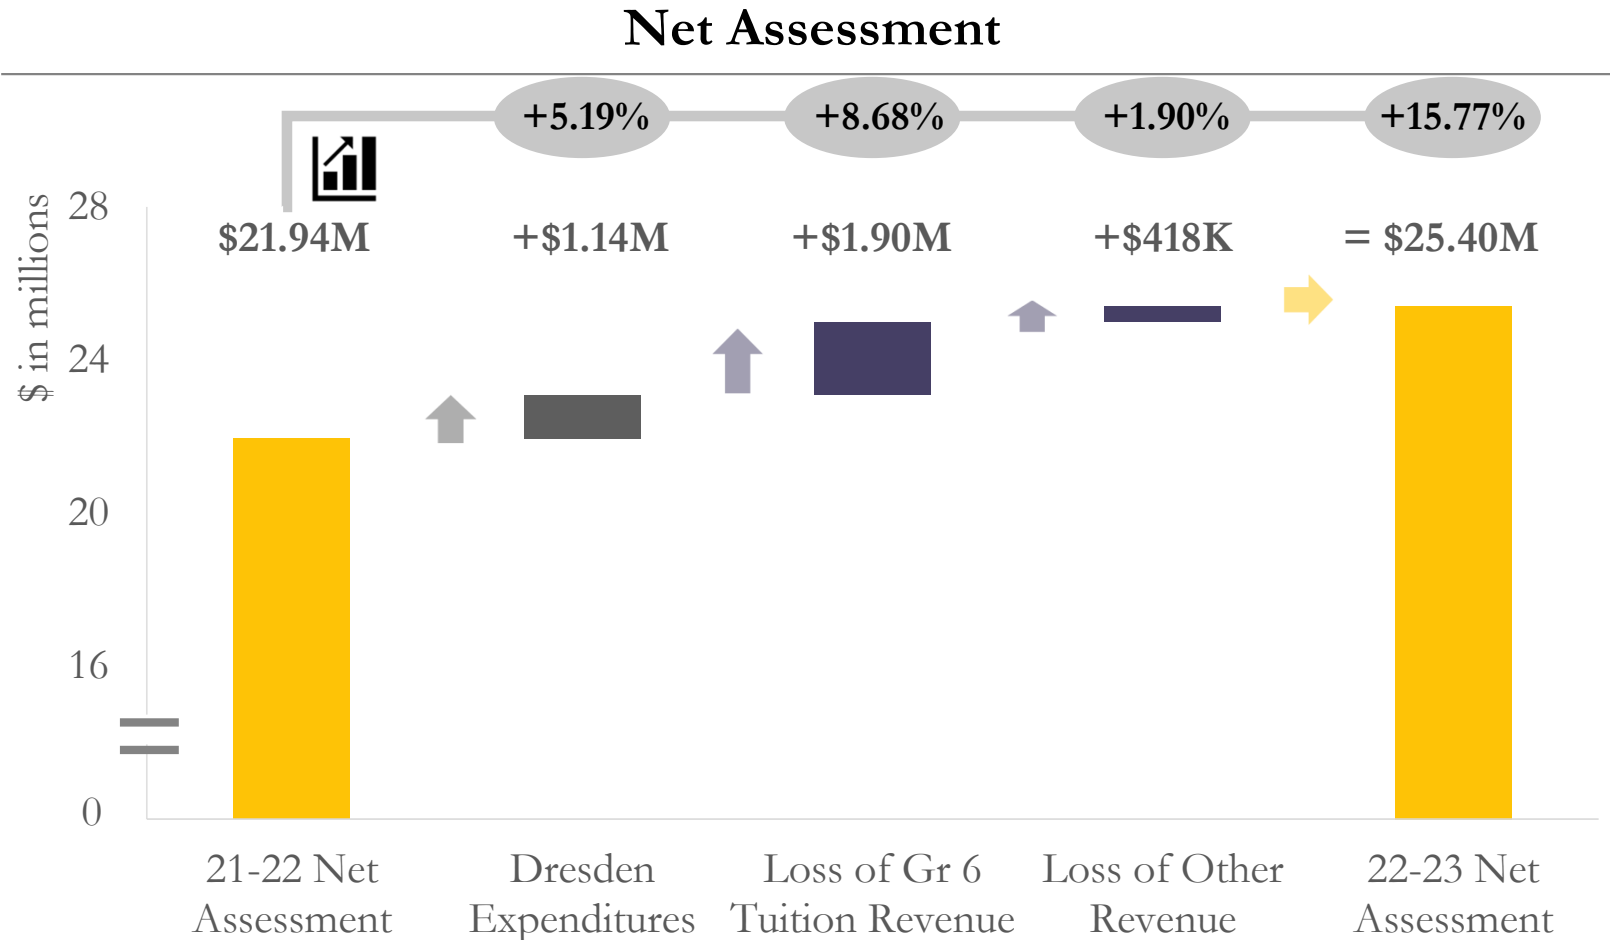 Net Assessment
+5.19% +8.68% +1.90% +15.77%
$ in millions
28
$21.94M +$1.14M +$1.90M +$418K = $25.40M
24
20
16
0
21-22 Net Dresden Loss of Gr 6 Loss of Other 22-23 Net
Assessment Expenditures Tuition Revenue Revenue Assessment